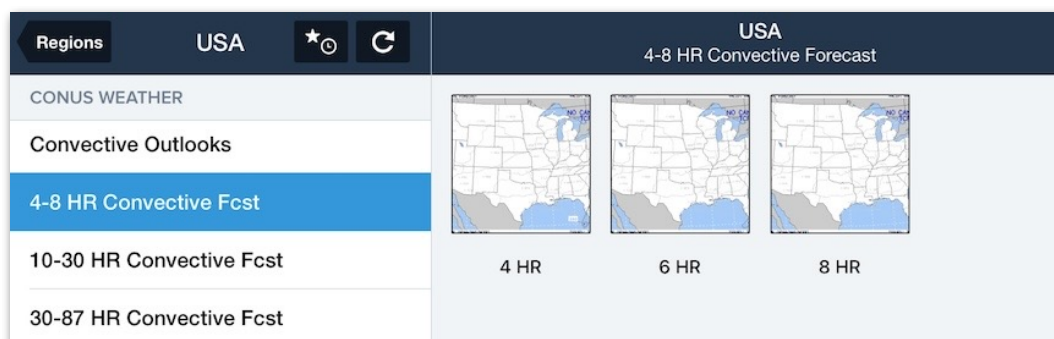 Regions
USA
CONUS WEATHER
Convective Outlooks
4-8 HR Convective Fcst
10-30 HR Convective Fcst
30-87 HR Convective Fcst
USA
4-8 HR Convective Forecast
4 HR
6 HR
8 HR